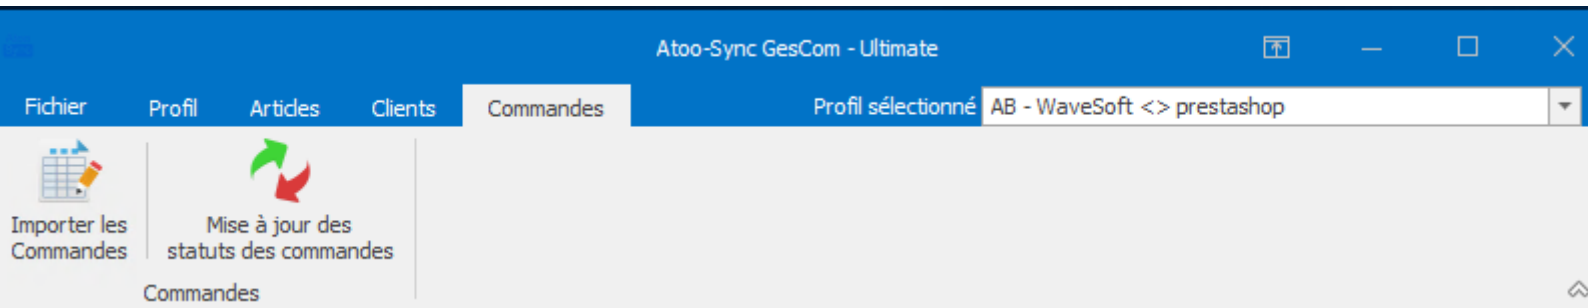 Atoo-Sync GesCom - Ultimate
Fichier Profil Articles Clients Commandes Profil sélectionné AB - WaveSoft <> prestashop
Importer les
Commandes
Mise à jour des
statuts des commandes
Commandes